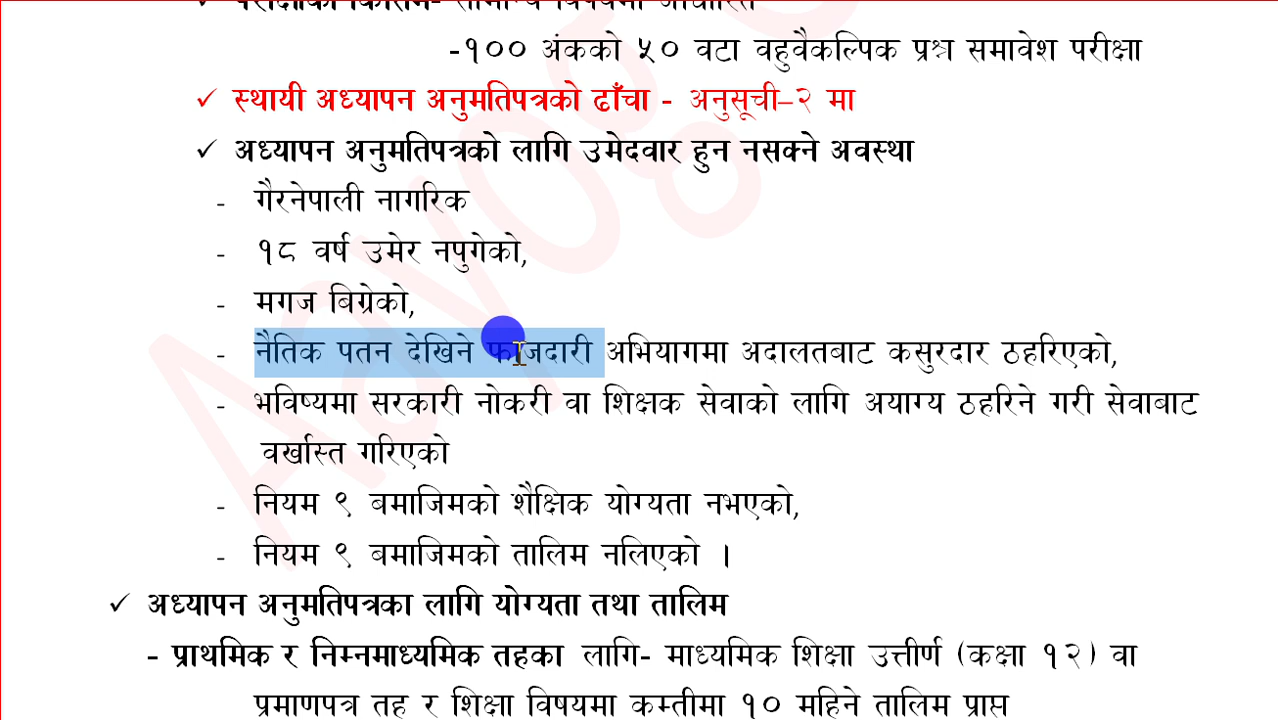 ✓ परीक्षाको किसिम- सामान्य विषयमा आधारित
-१०० अंकको ५० वटा वहुवैकल्पिक प्रश्न समावेश परीक्षा
✓ स्थायी अध्यापन अनुमतिपत्रको ढाँचा - अनुसूची–२ मा
✓ अध्यापन अनुमतिपत्रको लागि उमेदवार हुन नसक्ने अवस्था
- गैरनेपाली नागरिक
- १८ वर्ष उमेर नपुगेको,
- मगज बिग्रेको,
- नैतिक पतन देखिने फौजदारी अभियागमा अदालतबाट कसुरदार ठहरिएको,
- भविष्यमा सरकारी नोकरी वा शिक्षक सेवाको लागि अयाग्य ठहरिने गरी सेवाबाट
वर्खास्त गरिएको
- नियम ९ बमाजिमको शैक्षिक योग्यता नभएको,
- नियम ९ बमाजिमको तालिम नलिएको ।
✓ अध्यापन अनुमतिपत्रका लागि योग्यता तथा तालिम
- प्राथमिक र निम्नमाध्यमिक तहका लागि- माध्यमिक शिक्षा उत्तीर्ण (कक्षा १२) वा
प्रमाणपत्र तह र शिक्षा विषयमा कम्तीमा १० महिने तालिम प्राप्त